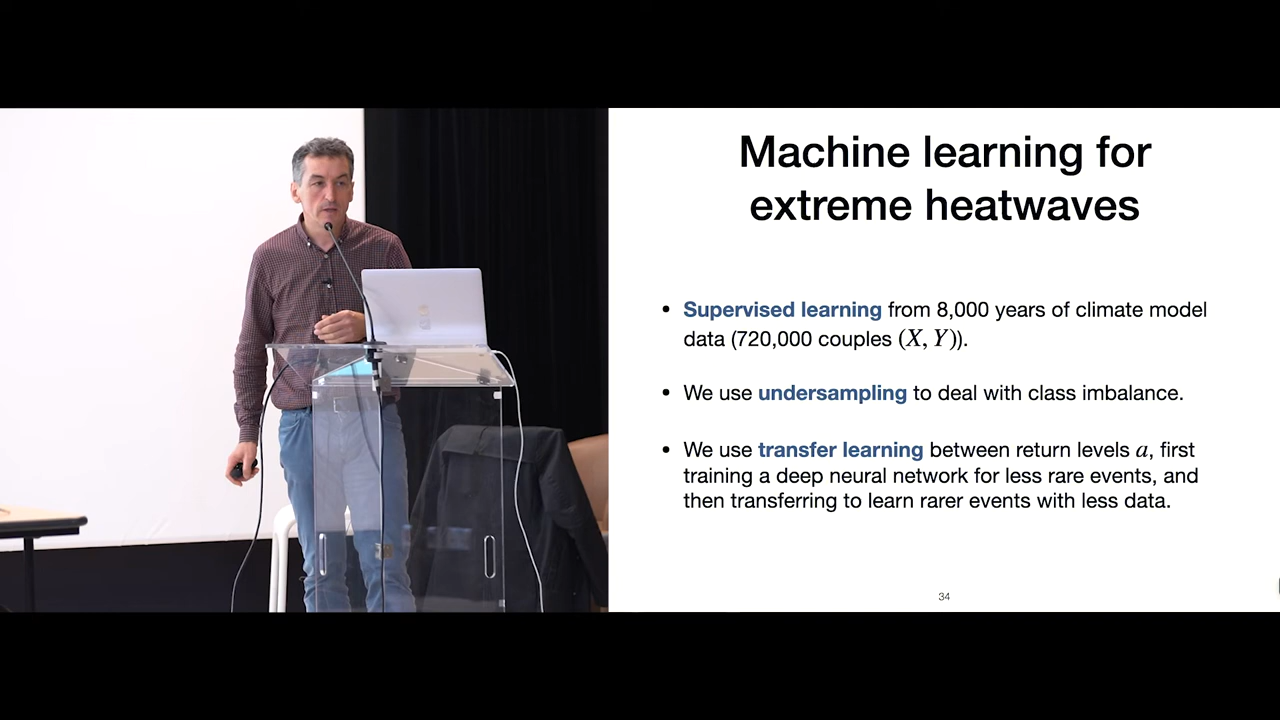 Machine learning for
extreme heatwaves
• Supervised learning from 8,000 years of climate model
data (720,000 couples (X, Y)).
• We use undersampling to deal with class imbalance.
• We use transfer learning between return levels a, first
training a deep neural network for less rare events, and
then transferring to learn rarer events with less data.
34